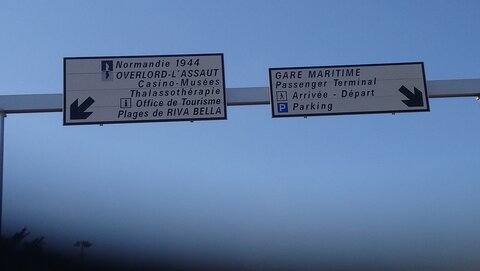 Normandie 1944
OVERLORD-L'ASSAUT
Casino-Musées
Thalassothérapie
i Office de Tourisme
Plages de RIVA BELLA
GARE MARITIME
Passenger Terminal
Arrivée - Départ
P Parking